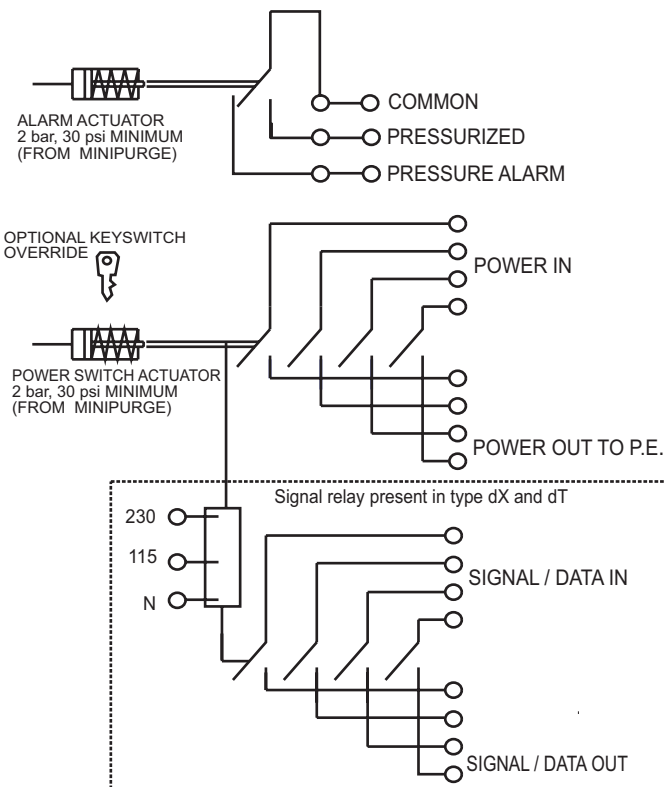 COMMON
ALARM ACTUATOR
2 bar, 30 psi MINIMUM
(FROM MINIPURGE)
PRESSURIZED
PRESSURE ALARM
OPTIONAL KEYSWITCH
OVERRIDE
POWER IN
POWER SWITCH ACTUATOR
2 bar, 30 psi MINIMUM
(FROM MINIPURGE)
POWER OUT TO P.E.
Signal relay present in type dX and dT
230
115
N
SIGNAL / DATA IN
SIGNAL / DATA OUT